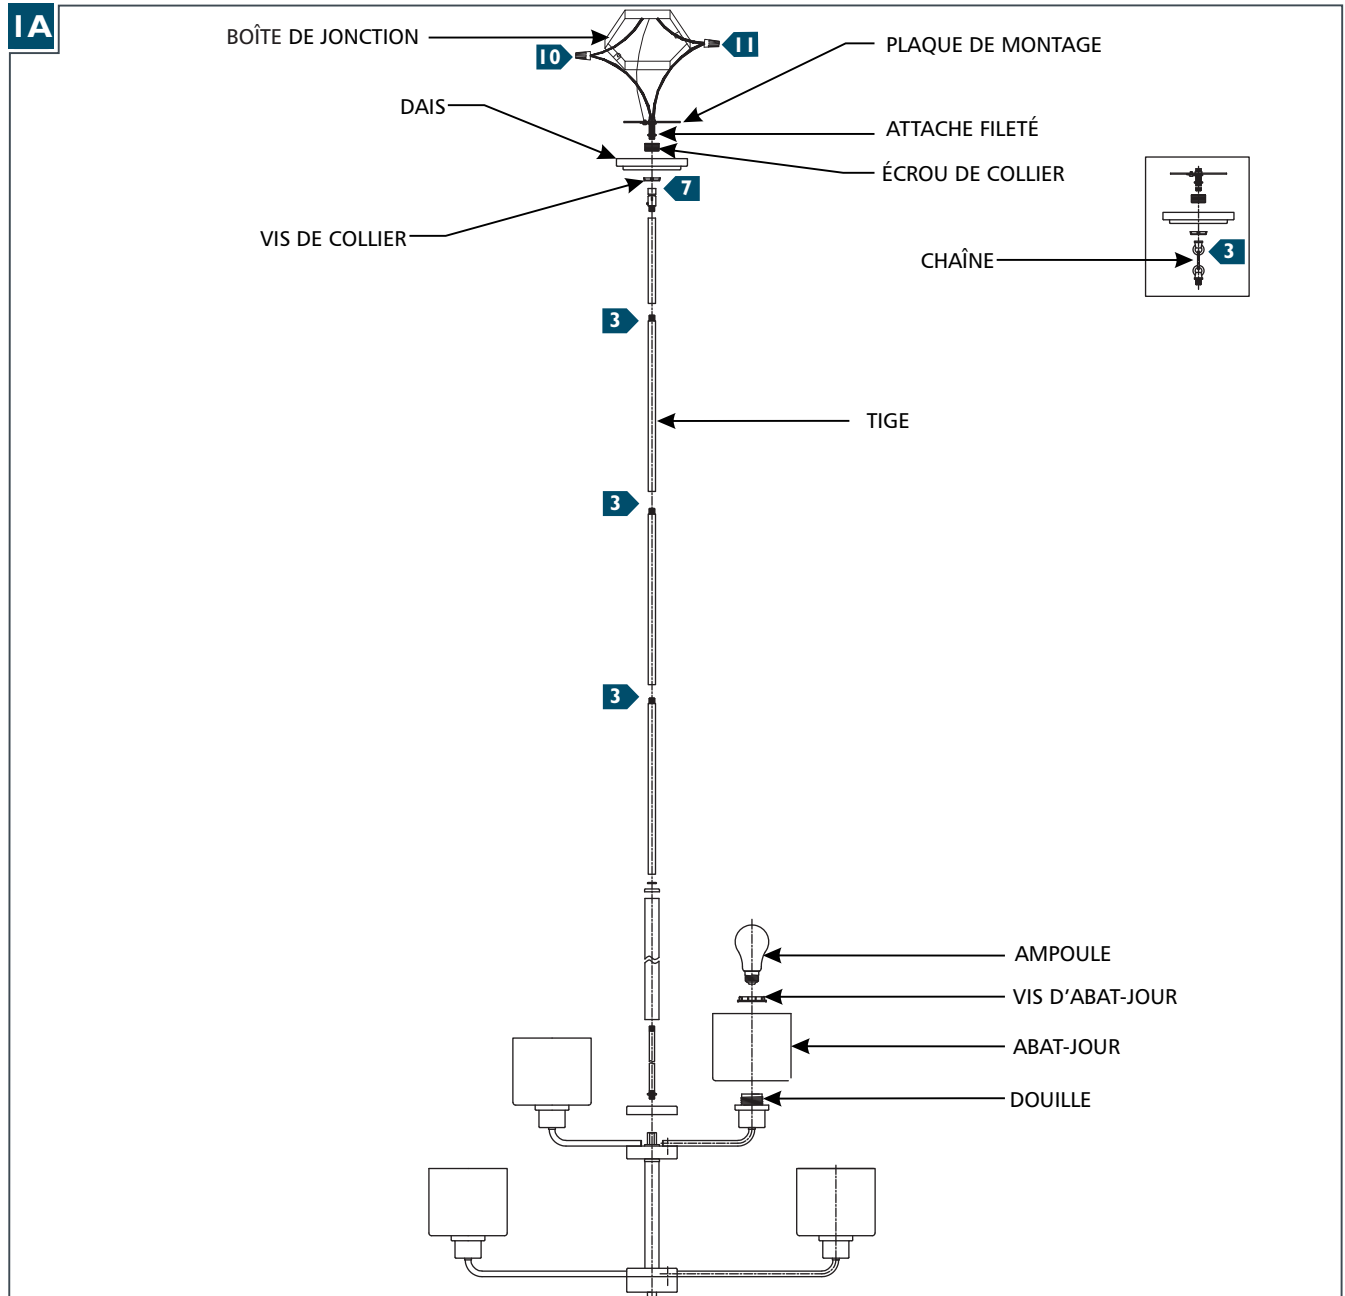 1A
BOÎTE DE JONCTION
10
11
PLAQUE DE MONTAGE
DAIS
ATTACHE FILETÉ
ÉCROU DE COLLIER
7
VIS DE COLLIER
CHAÎNE
3
3
TIGE
3
3
AMPOULE
VIS D'ABAT-JOUR
ABAT-JOUR
DOUILLE